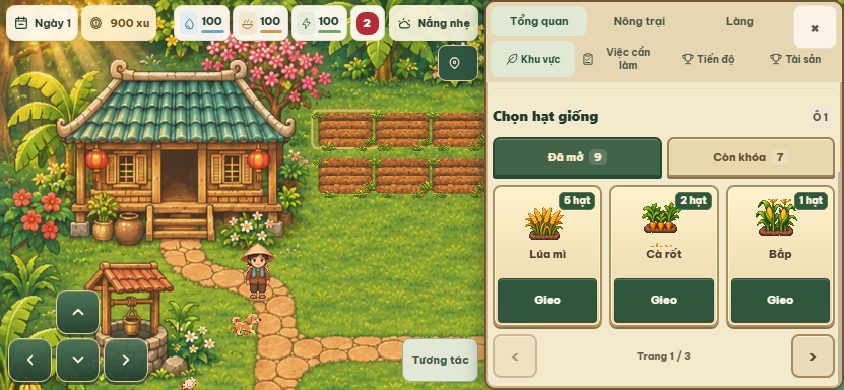 Ngày 1
900 xu
100
100
100
2
Nắng nhẹ
Tổng quan
Nông trại
Làng
×
Khu vực
Việc cần làm
Tiến độ
Tài sản
Chọn hạt giống
Ô 1
Đã mở 9
Còn khóa 7
5 hạt
2 hạt
1 hạt
Lúa mì
Cà rốt
Bắp
Gieo
Gieo
Gieo
Trang 1 / 3
Tương tác